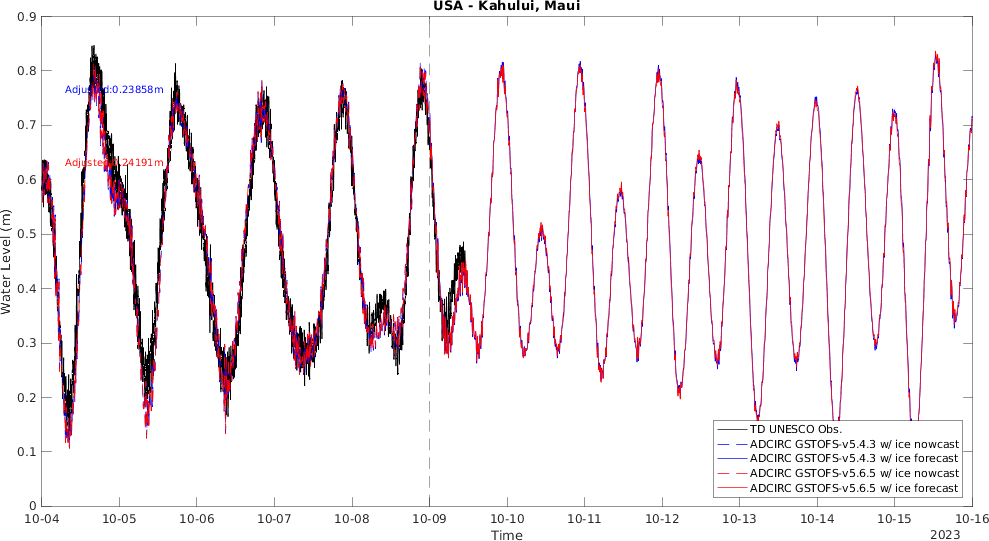 USA - Kahului, Maui
0.9
0.8
Adjusted:0.23858m
0.7
Adjusted:0.24191m
0.6
0.5
Water Level (m)
0.4
0.3
0.2
0.1
0
TD UNESCO Obs.
ADCIRC GSTOFS-v5.4.3 w/ ice nowcast
ADCIRC GSTOFS-v5.4.3 w/ ice forecast
ADCIRC GSTOFS-v5.6.5 w/ ice nowcast
ADCIRC GSTOFS-v5.6.5 w/ ice forecast
10-04 10-05 10-06 10-07 10-08 10-09 10-10 10-11 10-12 10-13 10-14 10-15 10-16
Time
2023